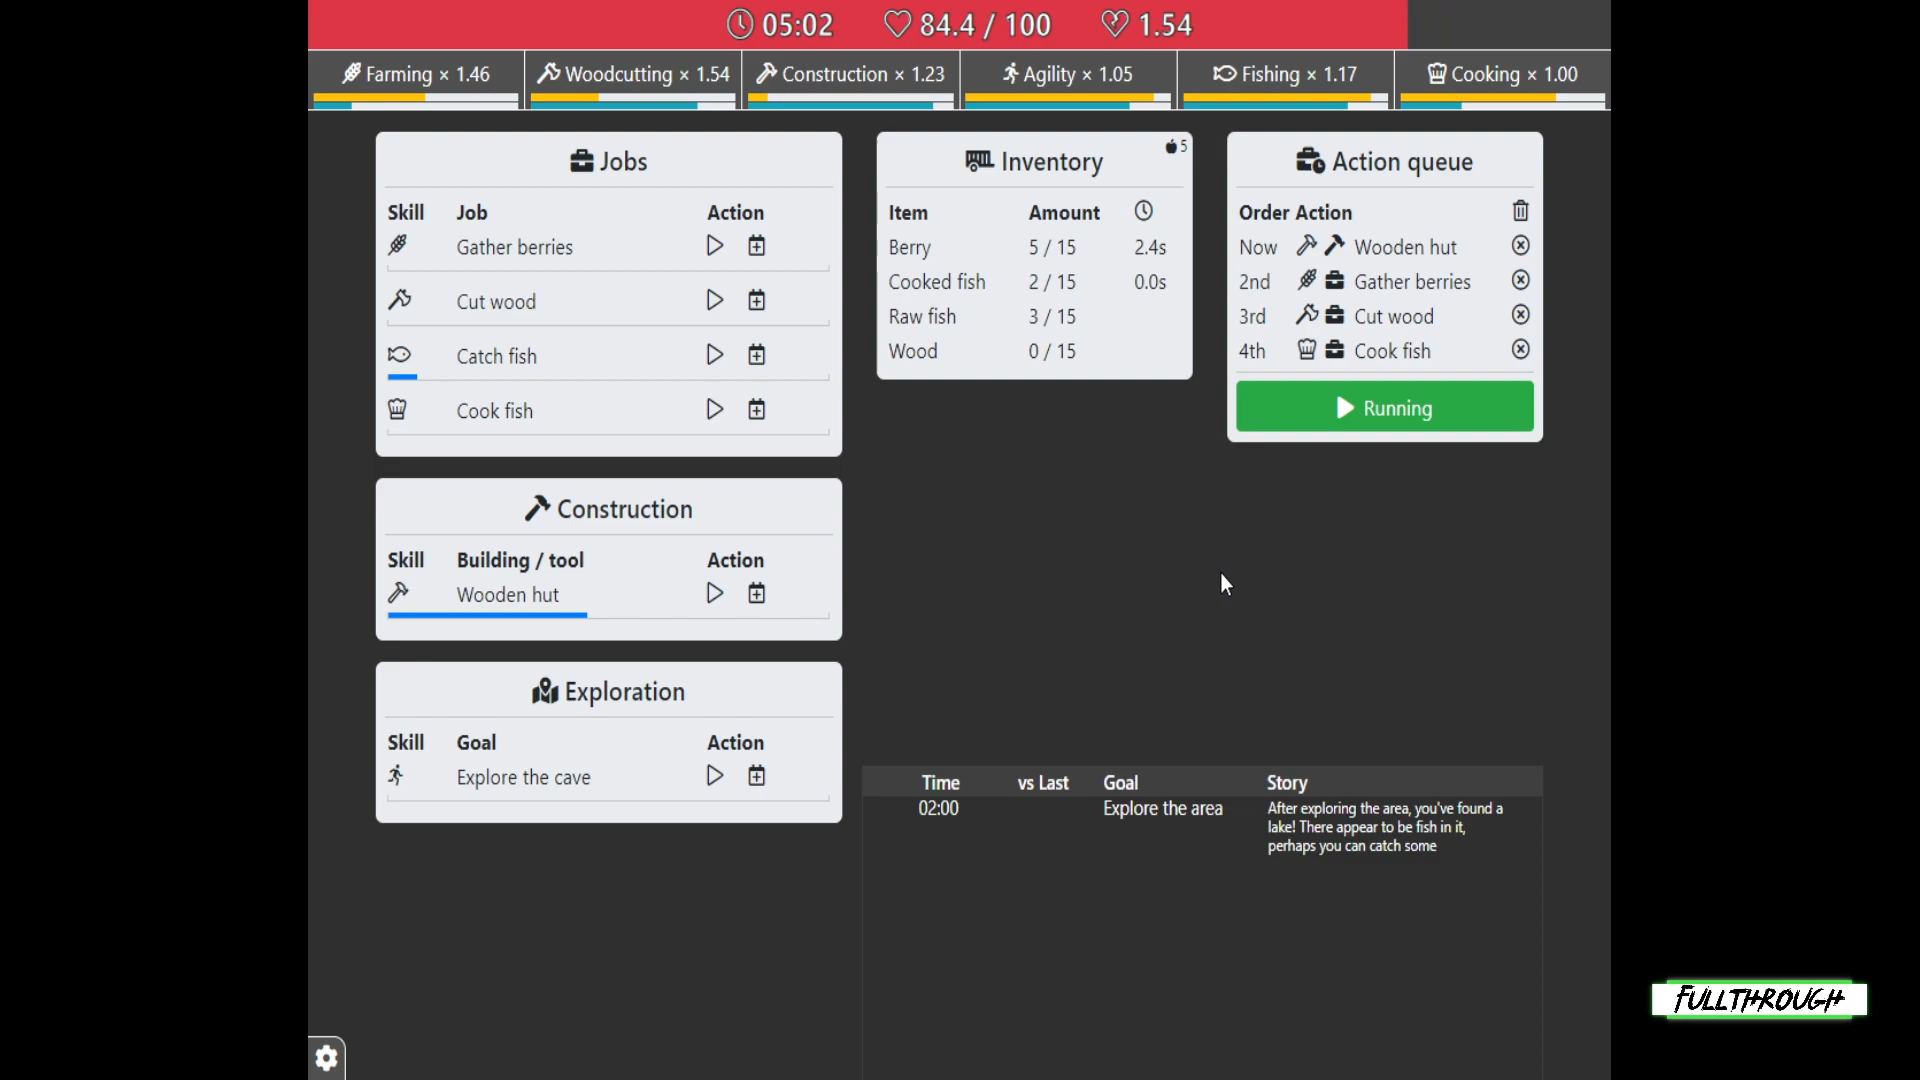 05:02 84.4 / 100 1.54
Farming × 1.46 Woodcutting × 1.54 Construction × 1.23 Agility × 1.05 Fishing × 1.17 Cooking × 1.00
Jobs
Skill Job Action
Gather berries
Cut wood
Catch fish
Cook fish
Construction
Skill Building / tool Action
Wooden hut
Exploration
Skill Goal Action
Explore the cave
Inventory
5
Item Amount
Berry 5 / 15 2.4s
Cooked fish 2 / 15 0.0s
Raw fish 3 / 15
Wood 0 / 15
Action queue
Order Action
Now Wooden hut
2nd Gather berries
3rd Cut wood
4th Cook fish
Running
Time vs Last Goal Story
02:00 Explore the area After exploring the area, you've found a
lake! There appear to be fish in it,
perhaps you can catch some
FULLTHROUGH